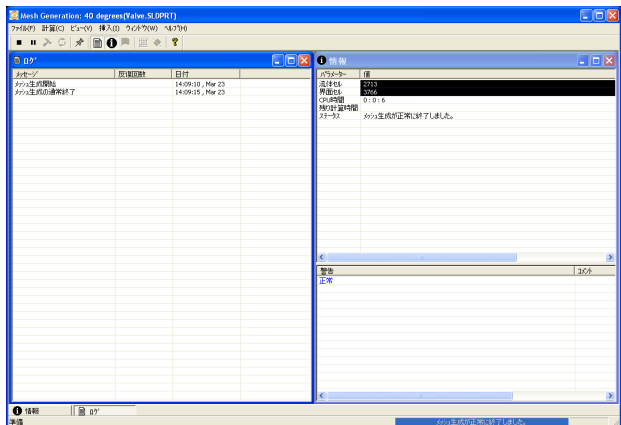 Mesh Generation: 40 degrees(Valve.SLDPRT)
ファイル(F) 計算(C) ビュー(V) 挿入(I) ウィンドウ(W) ヘルプ(H)
ログ
メッセージ 反復回数 日付
メッシュ生成開始 14:09:10 , Mar 23
メッシュ生成の通常終了 14:09:15 , Mar 23
情報
パラメーター 値
流体セル 2713
界面セル 3766
CPU時間 0 : 0 : 6
残り計算時間
ステータス メッシュ生成が正常に終了しました。
警告 コメント
正常
情報 ログ
準備 メッシュ生成が正常に終了しました。